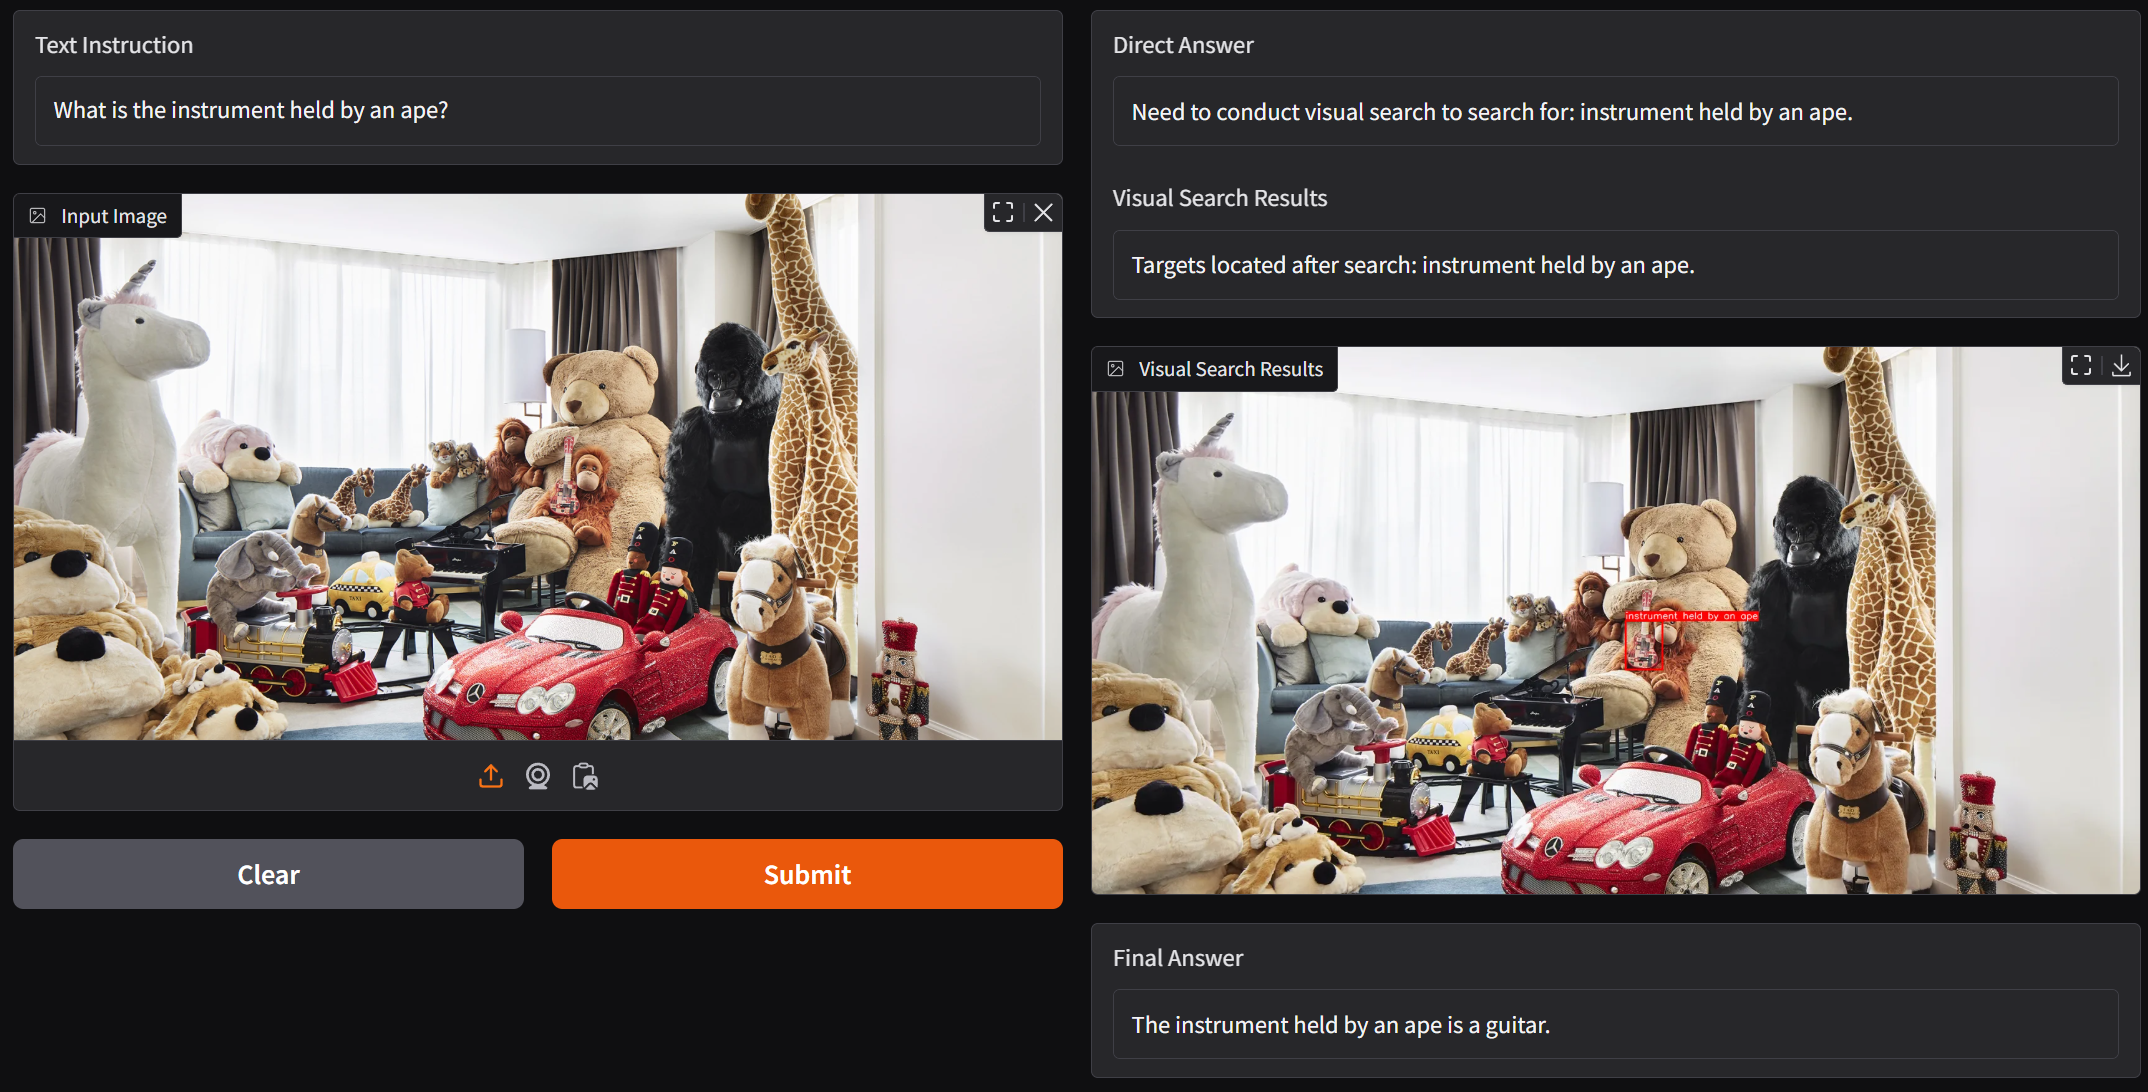 Text Instruction
What is the instrument held by an ape?
Input Image
TAXI
F
A
O
F
A
O
Clear
Submit
Direct Answer
Need to conduct visual search to search for: instrument held by an ape.
Visual Search Results
Targets located after search: instrument held by an ape.
Visual Search Results
instrument held by an ape
TAXI
F
A
O
F
A
O
Final Answer
The instrument held by an ape is a guitar.